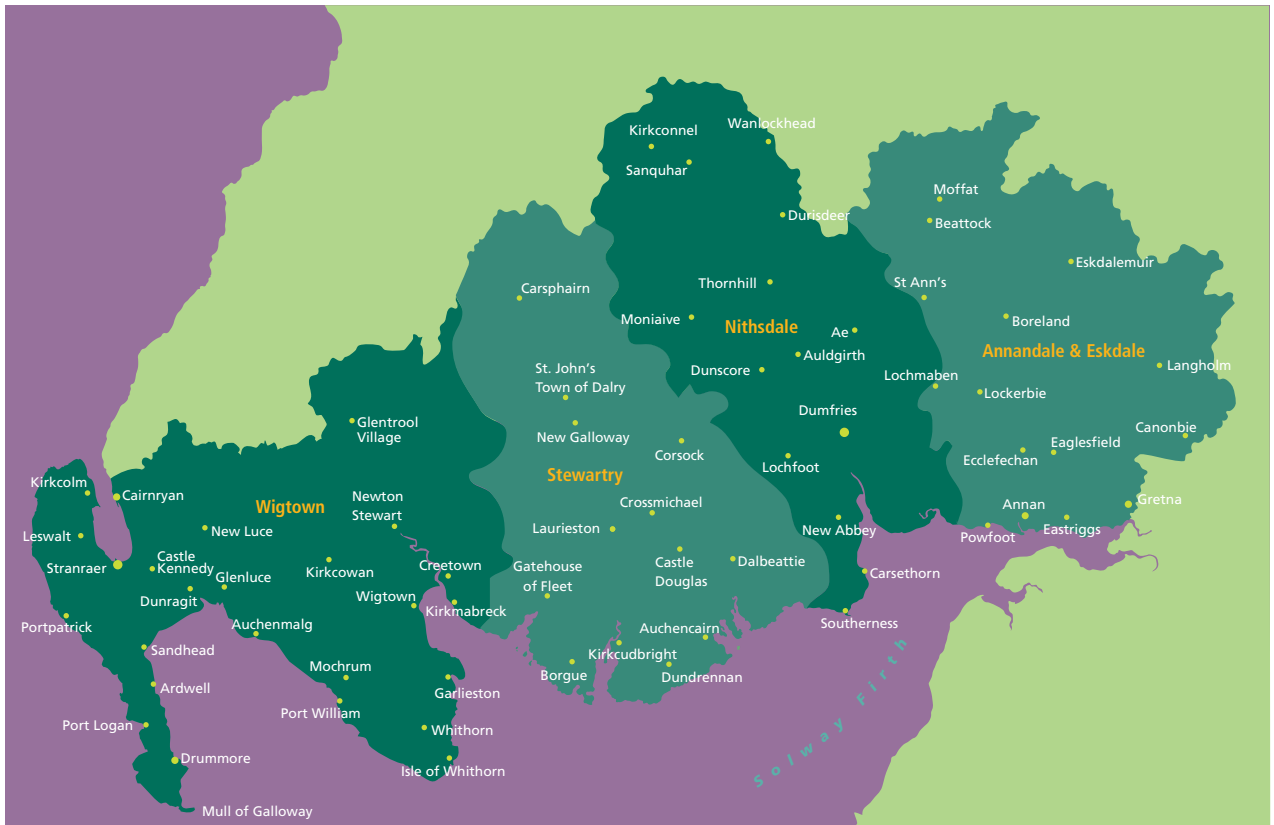 Wanlockhead
Kirkconnel
Sanquhar
Moffat
Durisdeer
Beattock
Eskdalemuir
Thornhill
St Ann's
Carsphairn
Moniaive
Nithsdale
Ae
Boreland
Auldgirth
Annandale & Eskdale
St. John's
Town of Dalry
Dunscore
Lochmaben
Langholm
Lockerbie
Dumfries
Glentrool
Village
New Galloway
Canonbie
Corsock
Eaglesfield
Lochfoot
Ecclefechan
Stewartry
Kirkcolm
Cairnryan
Wigtown
Newton
Stewart
Crossmichael
Annan
Gretna
Leswalt
New Luce
Laurieston
New Abbey
Eastriggs
Powfoot
Stranraer
Castle
Kennedy
Glenluce
Kirkcowan
Creetown
Gatehouse
of Fleet
Castle
Douglas
Dalbeattie
Carsethorn
Dunragit
Wigtown
Kirkmabreck
Portpatrick
Auchenmalg
Auchencairn
Southerness
Sandhead
Kirkcudbright
Mochrum
Borgue
Dundrennan
Ardwell
Garlieston
Port William
Port Logan
Whithorn
Solway Firth
Drummore
Isle of Whithorn
Mull of Galloway